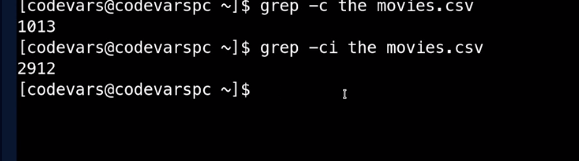 [codevars@codevarspc ~]$ grep -c the movies.csv
1013
[codevars@codevarspc ~]$ grep -ci the movies.csv
2912
[codevars@codevarspc ~]$